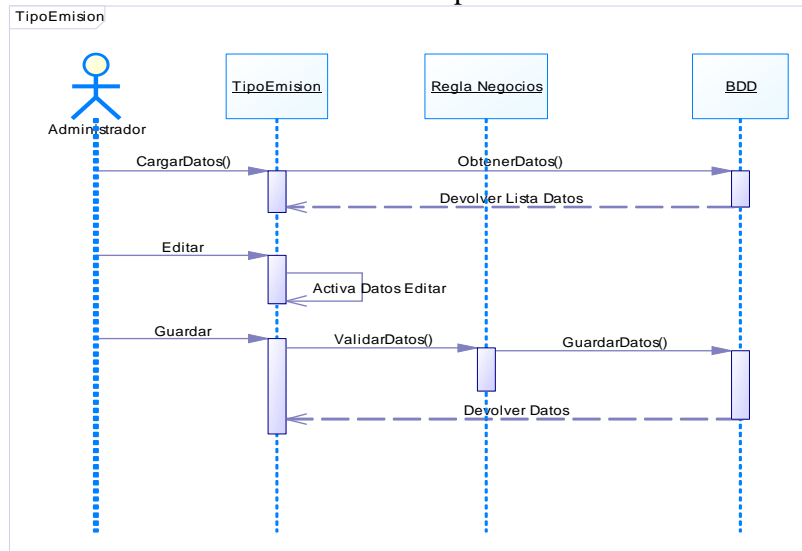 TipoEmision
TipoEmision
Regla Negocios
BDD
Administrador
CargarDatos()
ObtenerDatos()
Devolver Lista Datos
Editar
Activa Datos Editar
Guardar
ValidarDatos()
GuardarDatos()
Devolver Datos